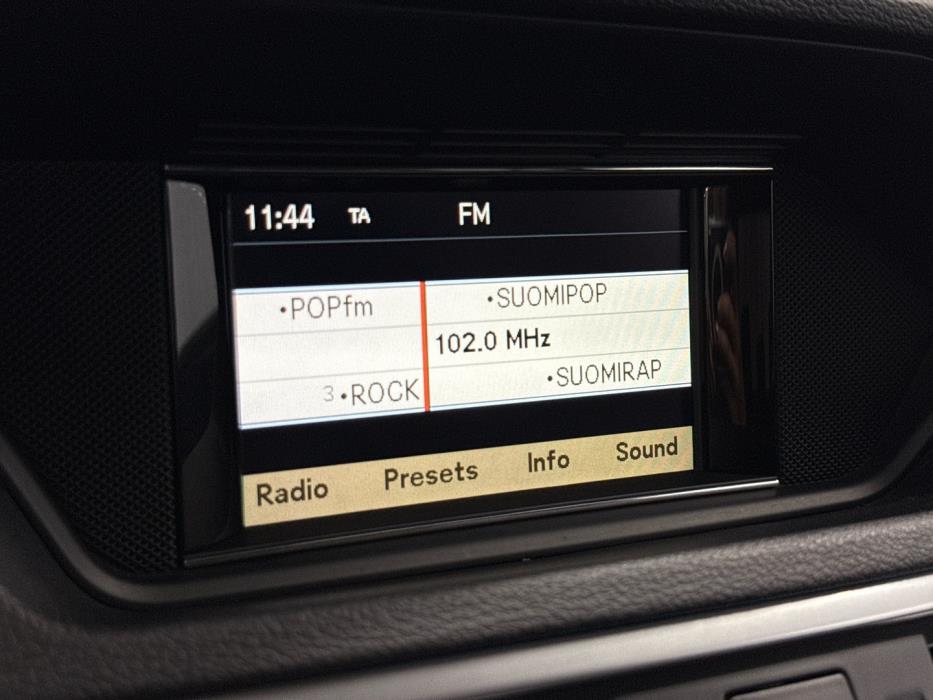 11:44 TA FM
•POPfm •SUOMIPOP
102.0 MHz
3 •ROCK •SUOMIRAP
Radio Presets Info Sound